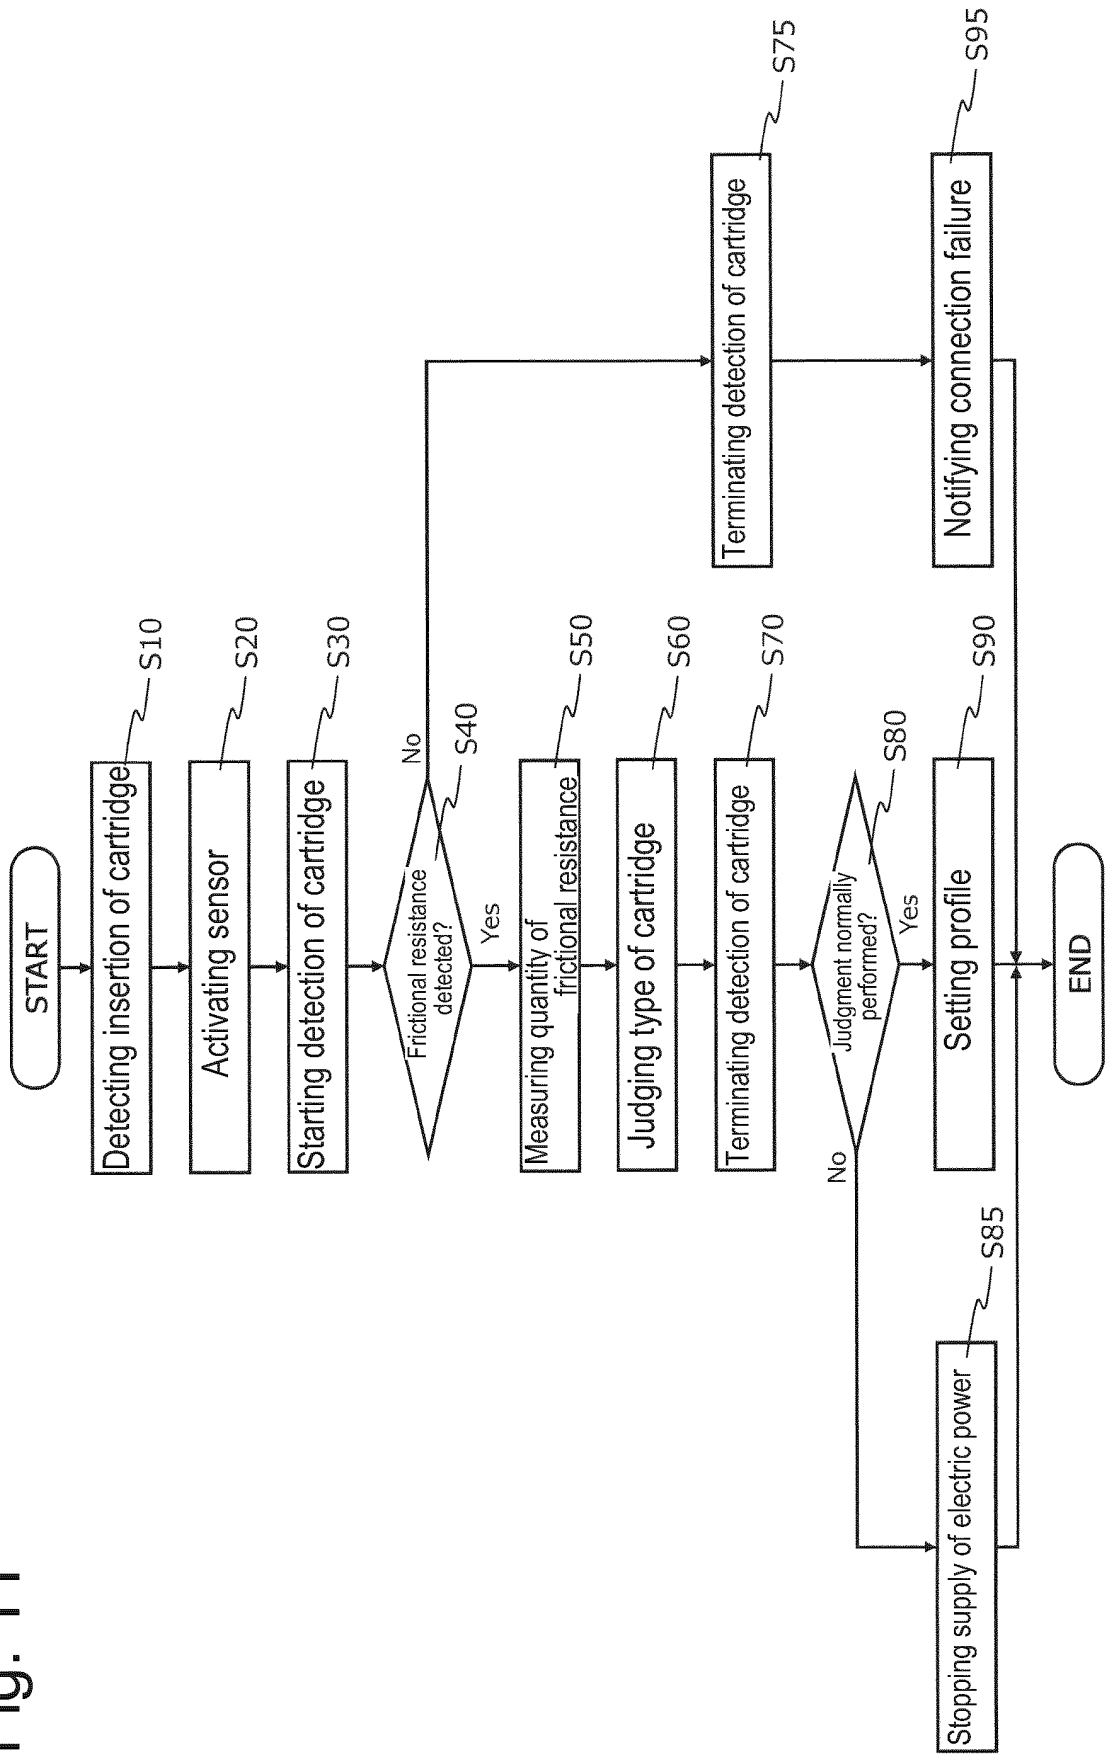 Fig. 11
START
Detecting insertion of cartridge
S10
Activating sensor
S20
Starting detection of cartridge
S30
Frictional resistance
detected?
S40
No
Yes
Measuring quantity of
frictional resistance
S50
Judging type of cartridge
S60
Terminating detection of cartridge
S70
Terminating detection of cartridge
S75
Judgment normally
performed?
S80
No
Yes
Stopping supply of electric power
S85
Setting profile
S90
Notifying connection failure
S95
END